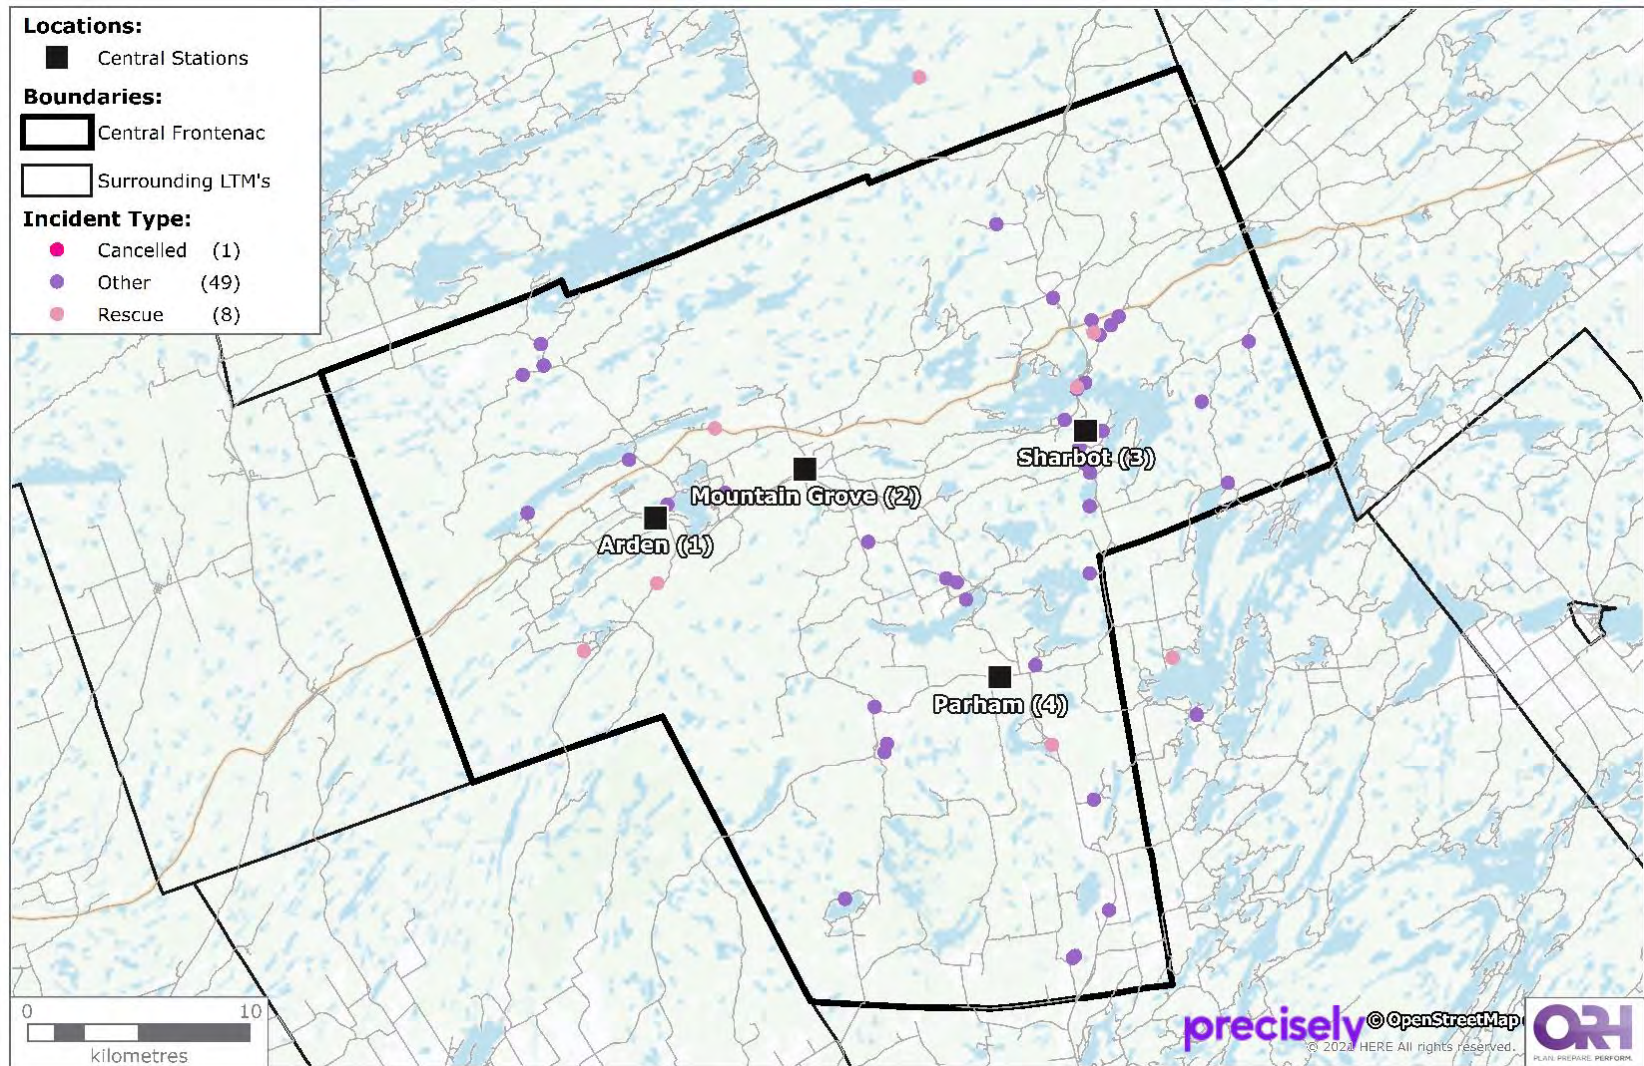 Locations:
Central Stations
Boundaries:
Central Frontenac
Surrounding LTM's
Incident Type:
Cancelled (1)
Other (49)
Rescue (8)
Sharbot (3)
Mountain Grove (2)
Arden (1)
Parham (4)
0 10
kilometres
precisely
© OpenStreetMap
© 2021 HERE All rights reserved.
ORH
PLAN. PREPARE. PERFORM.